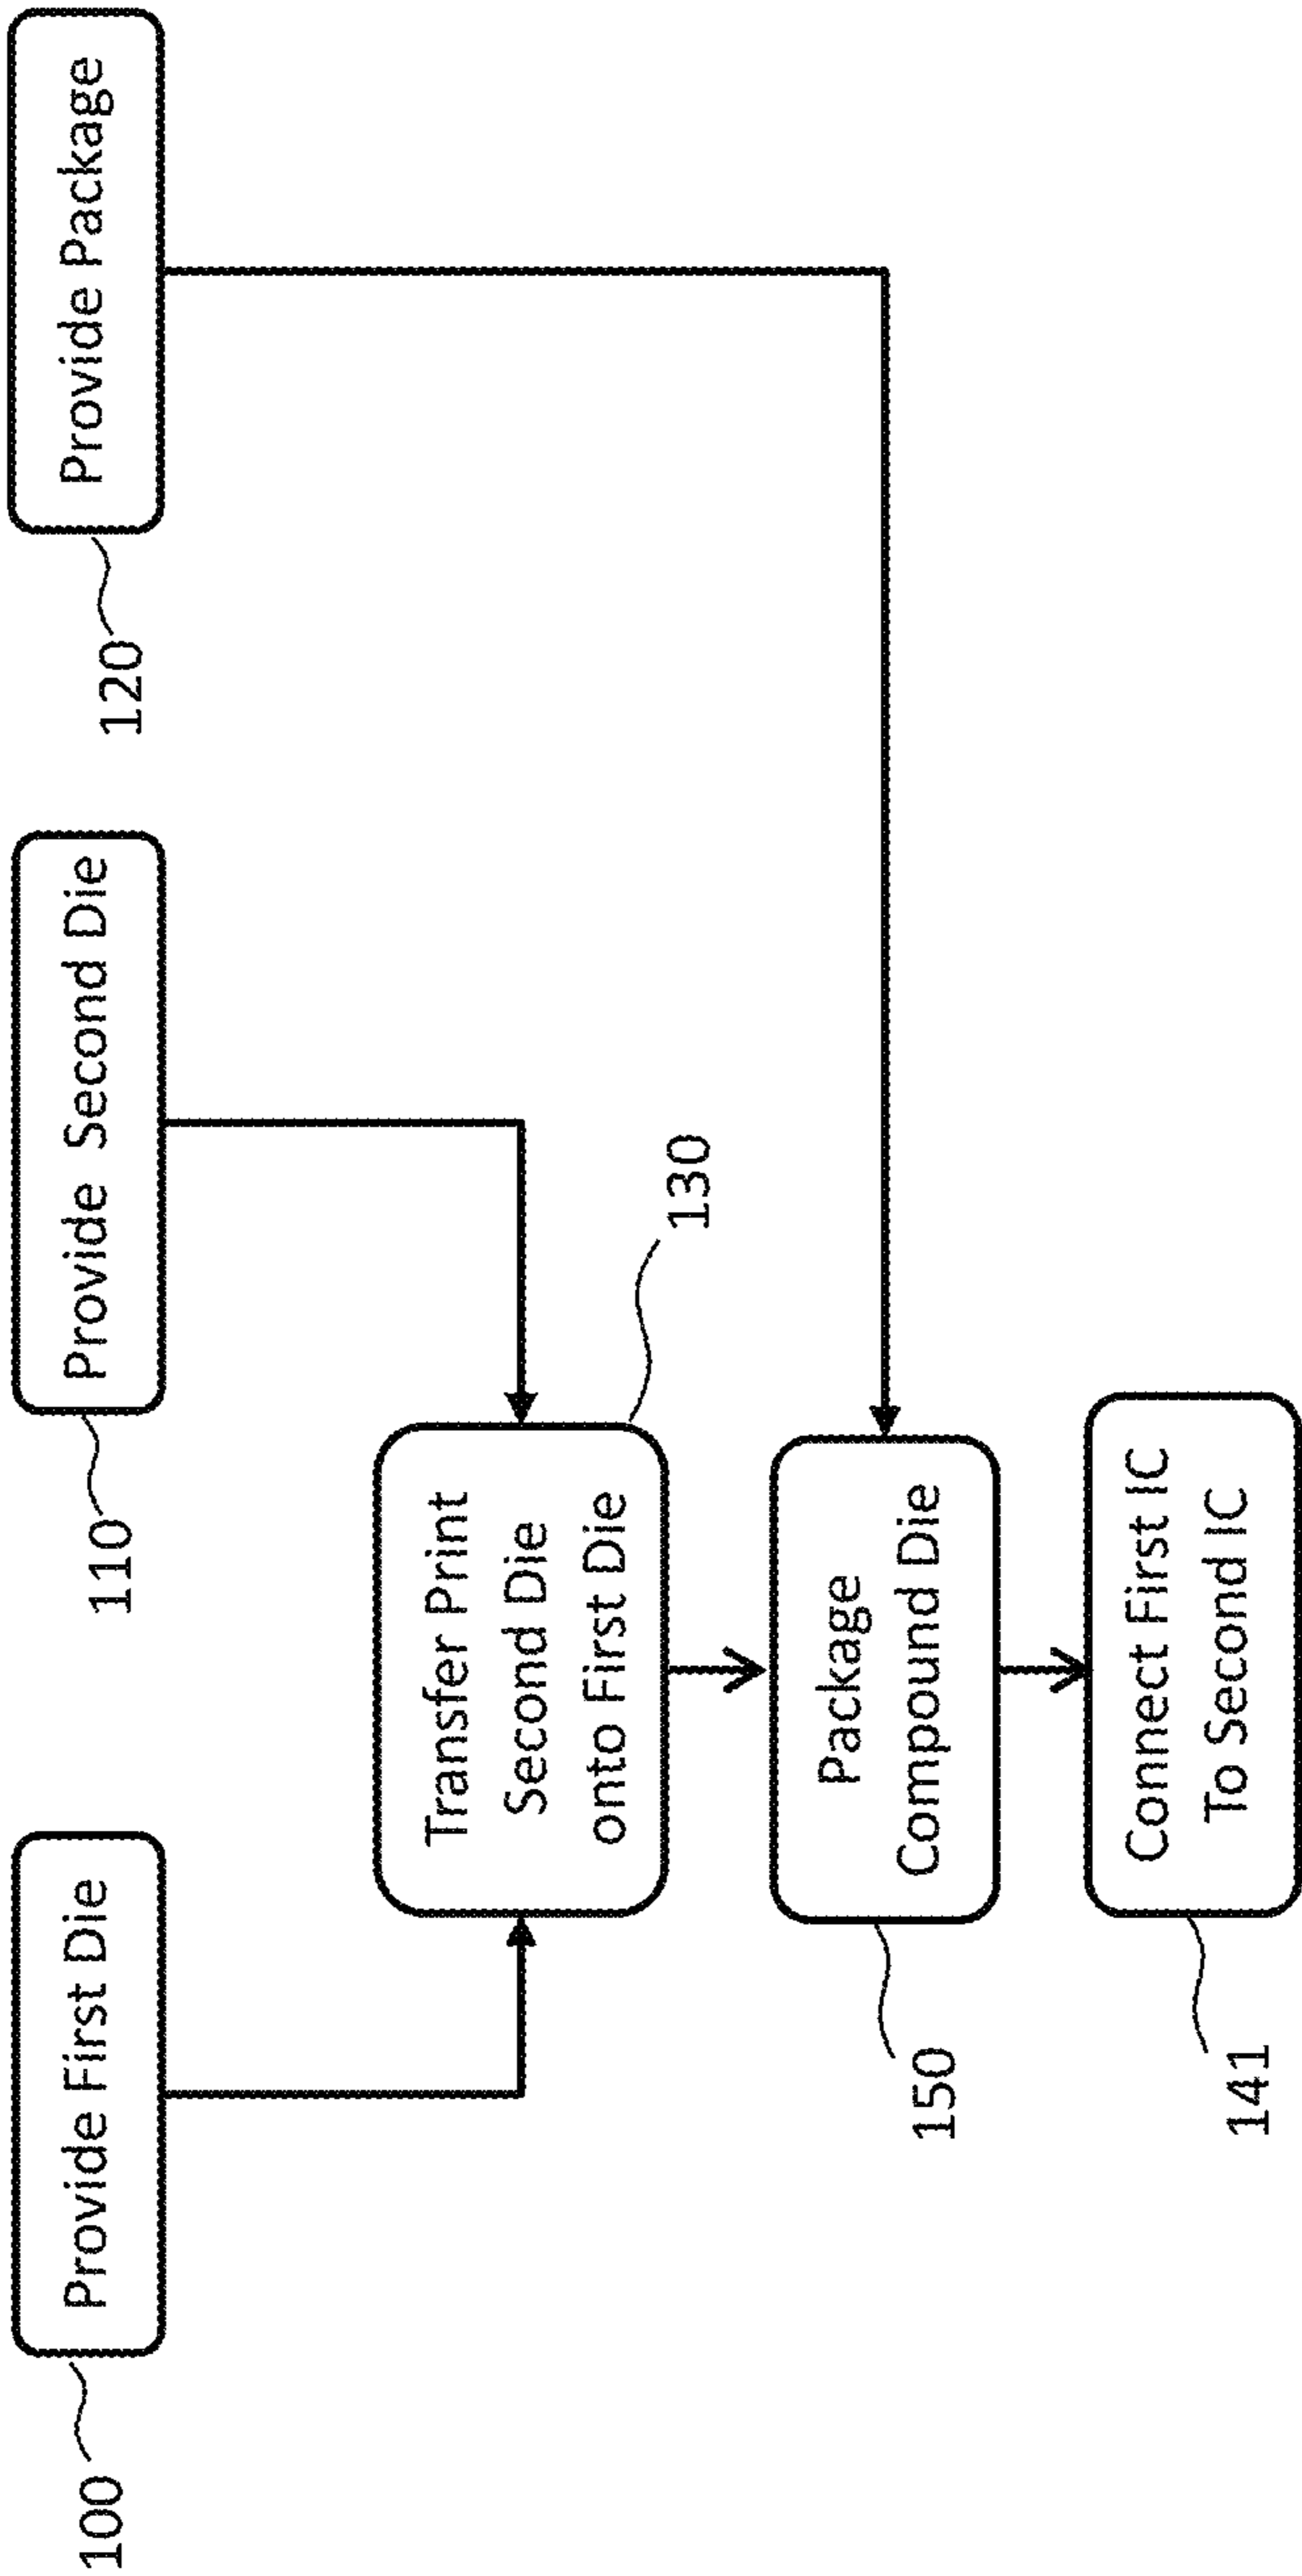 100
Provide First Die
110
Provide Second Die
120
Provide Package
Transfer Print
Second Die
onto First Die
130
150
Package
Compound Die
141
Connect First IC
To Second IC